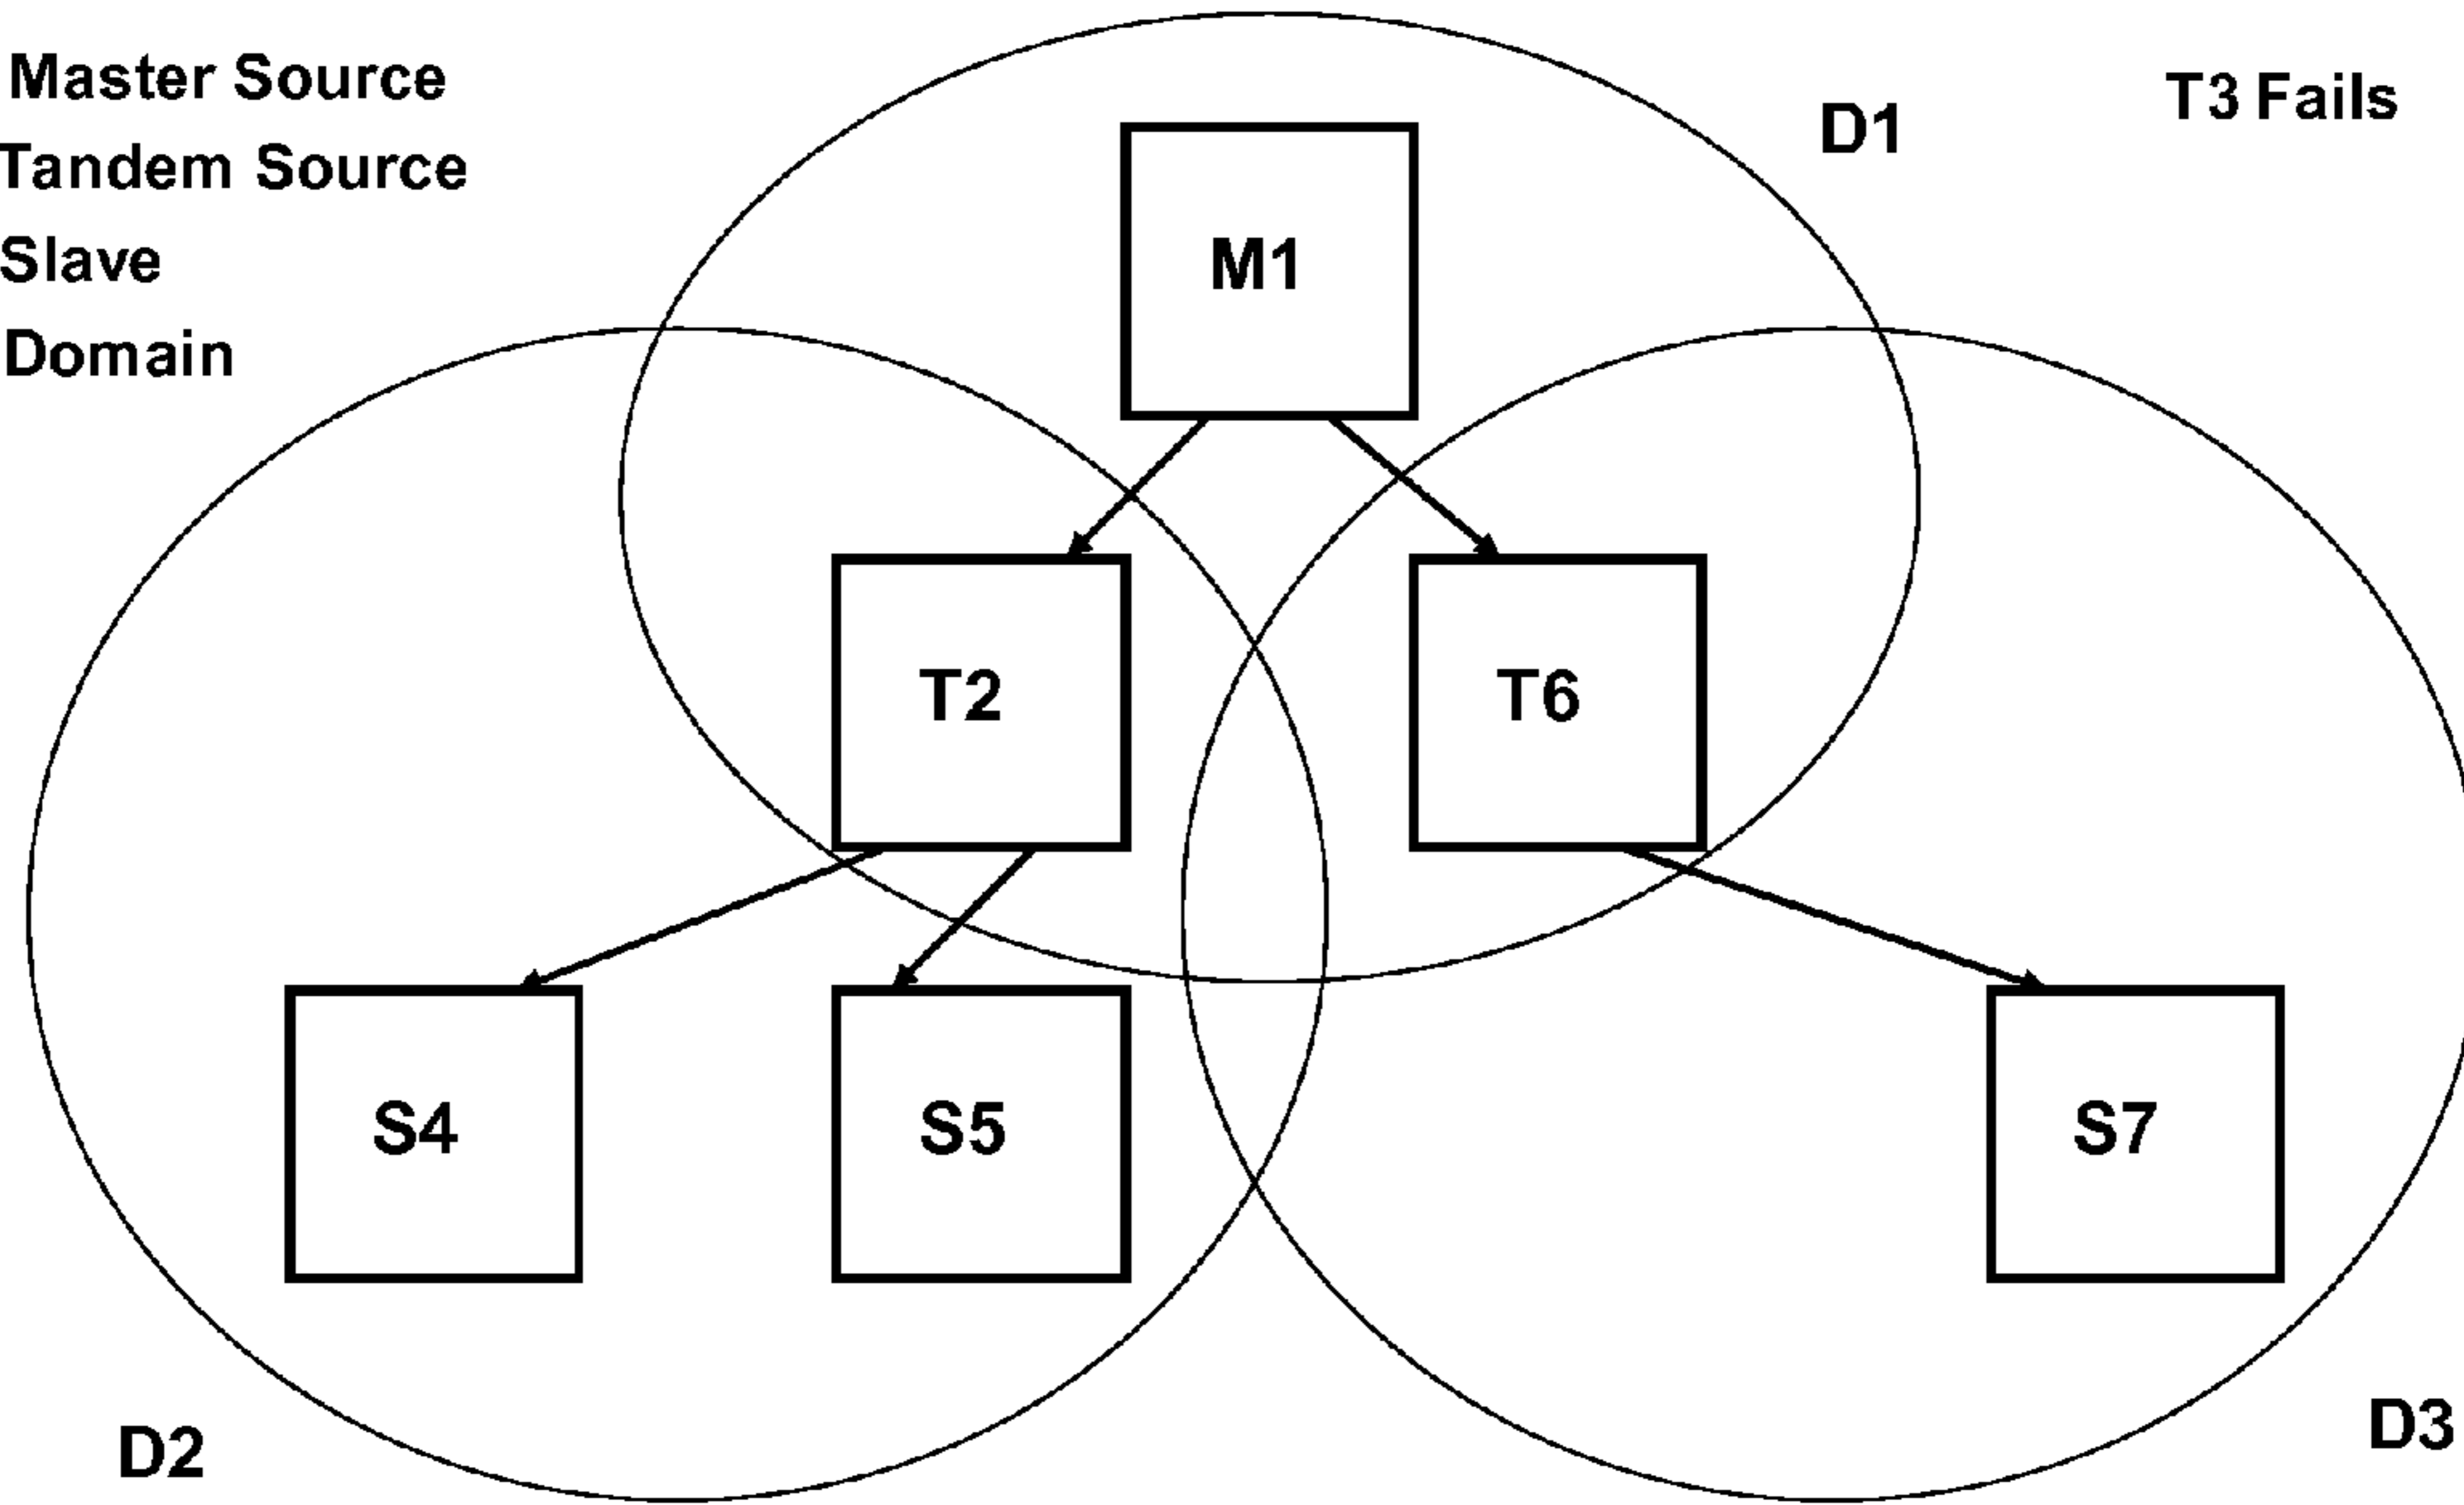 Master Source
Tandem Source
Slave
Domain
T3 Fails
D1
M1
T2
T6
S4
S5
S7
D2
D3